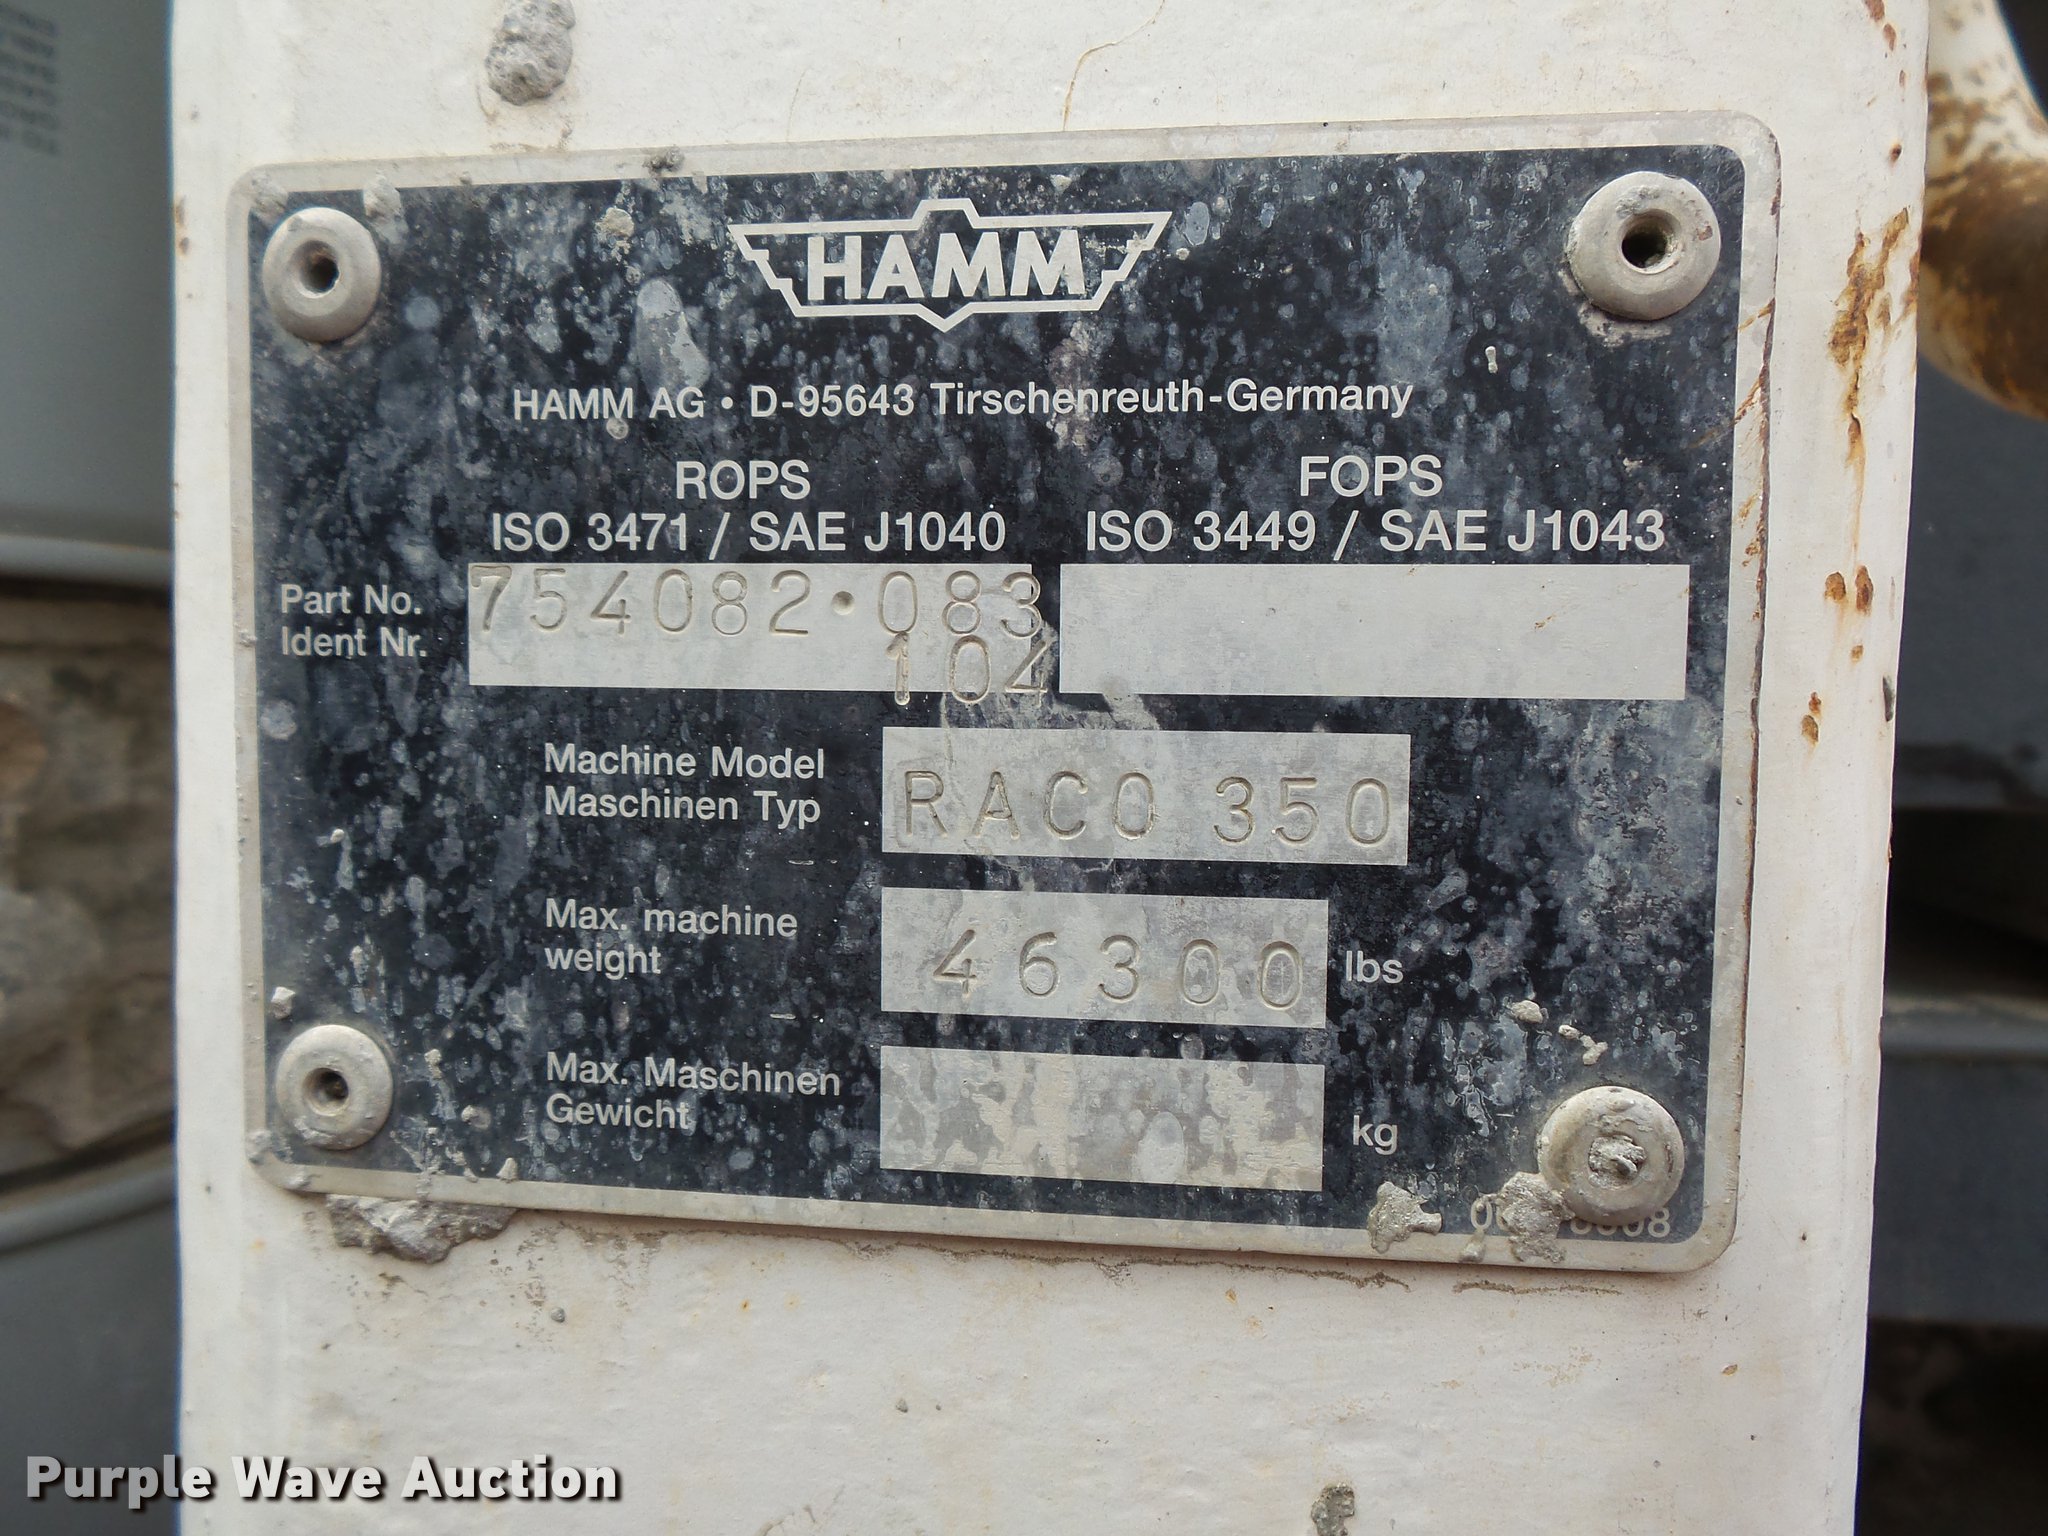 HAMM
HAMM AG • D-95643 Tirschenreuth-Germany
ROPS
ISO 3471 / SAE J1040
FOPS
ISO 3449 / SAE J1043
Part No.
Ident Nr.
754082•083
104
Machine Model
Maschinen Typ
RACO 350
Max. machine
weight
46300 lbs
Max. Maschinen
Gewicht
kg
Purple Wave Auction